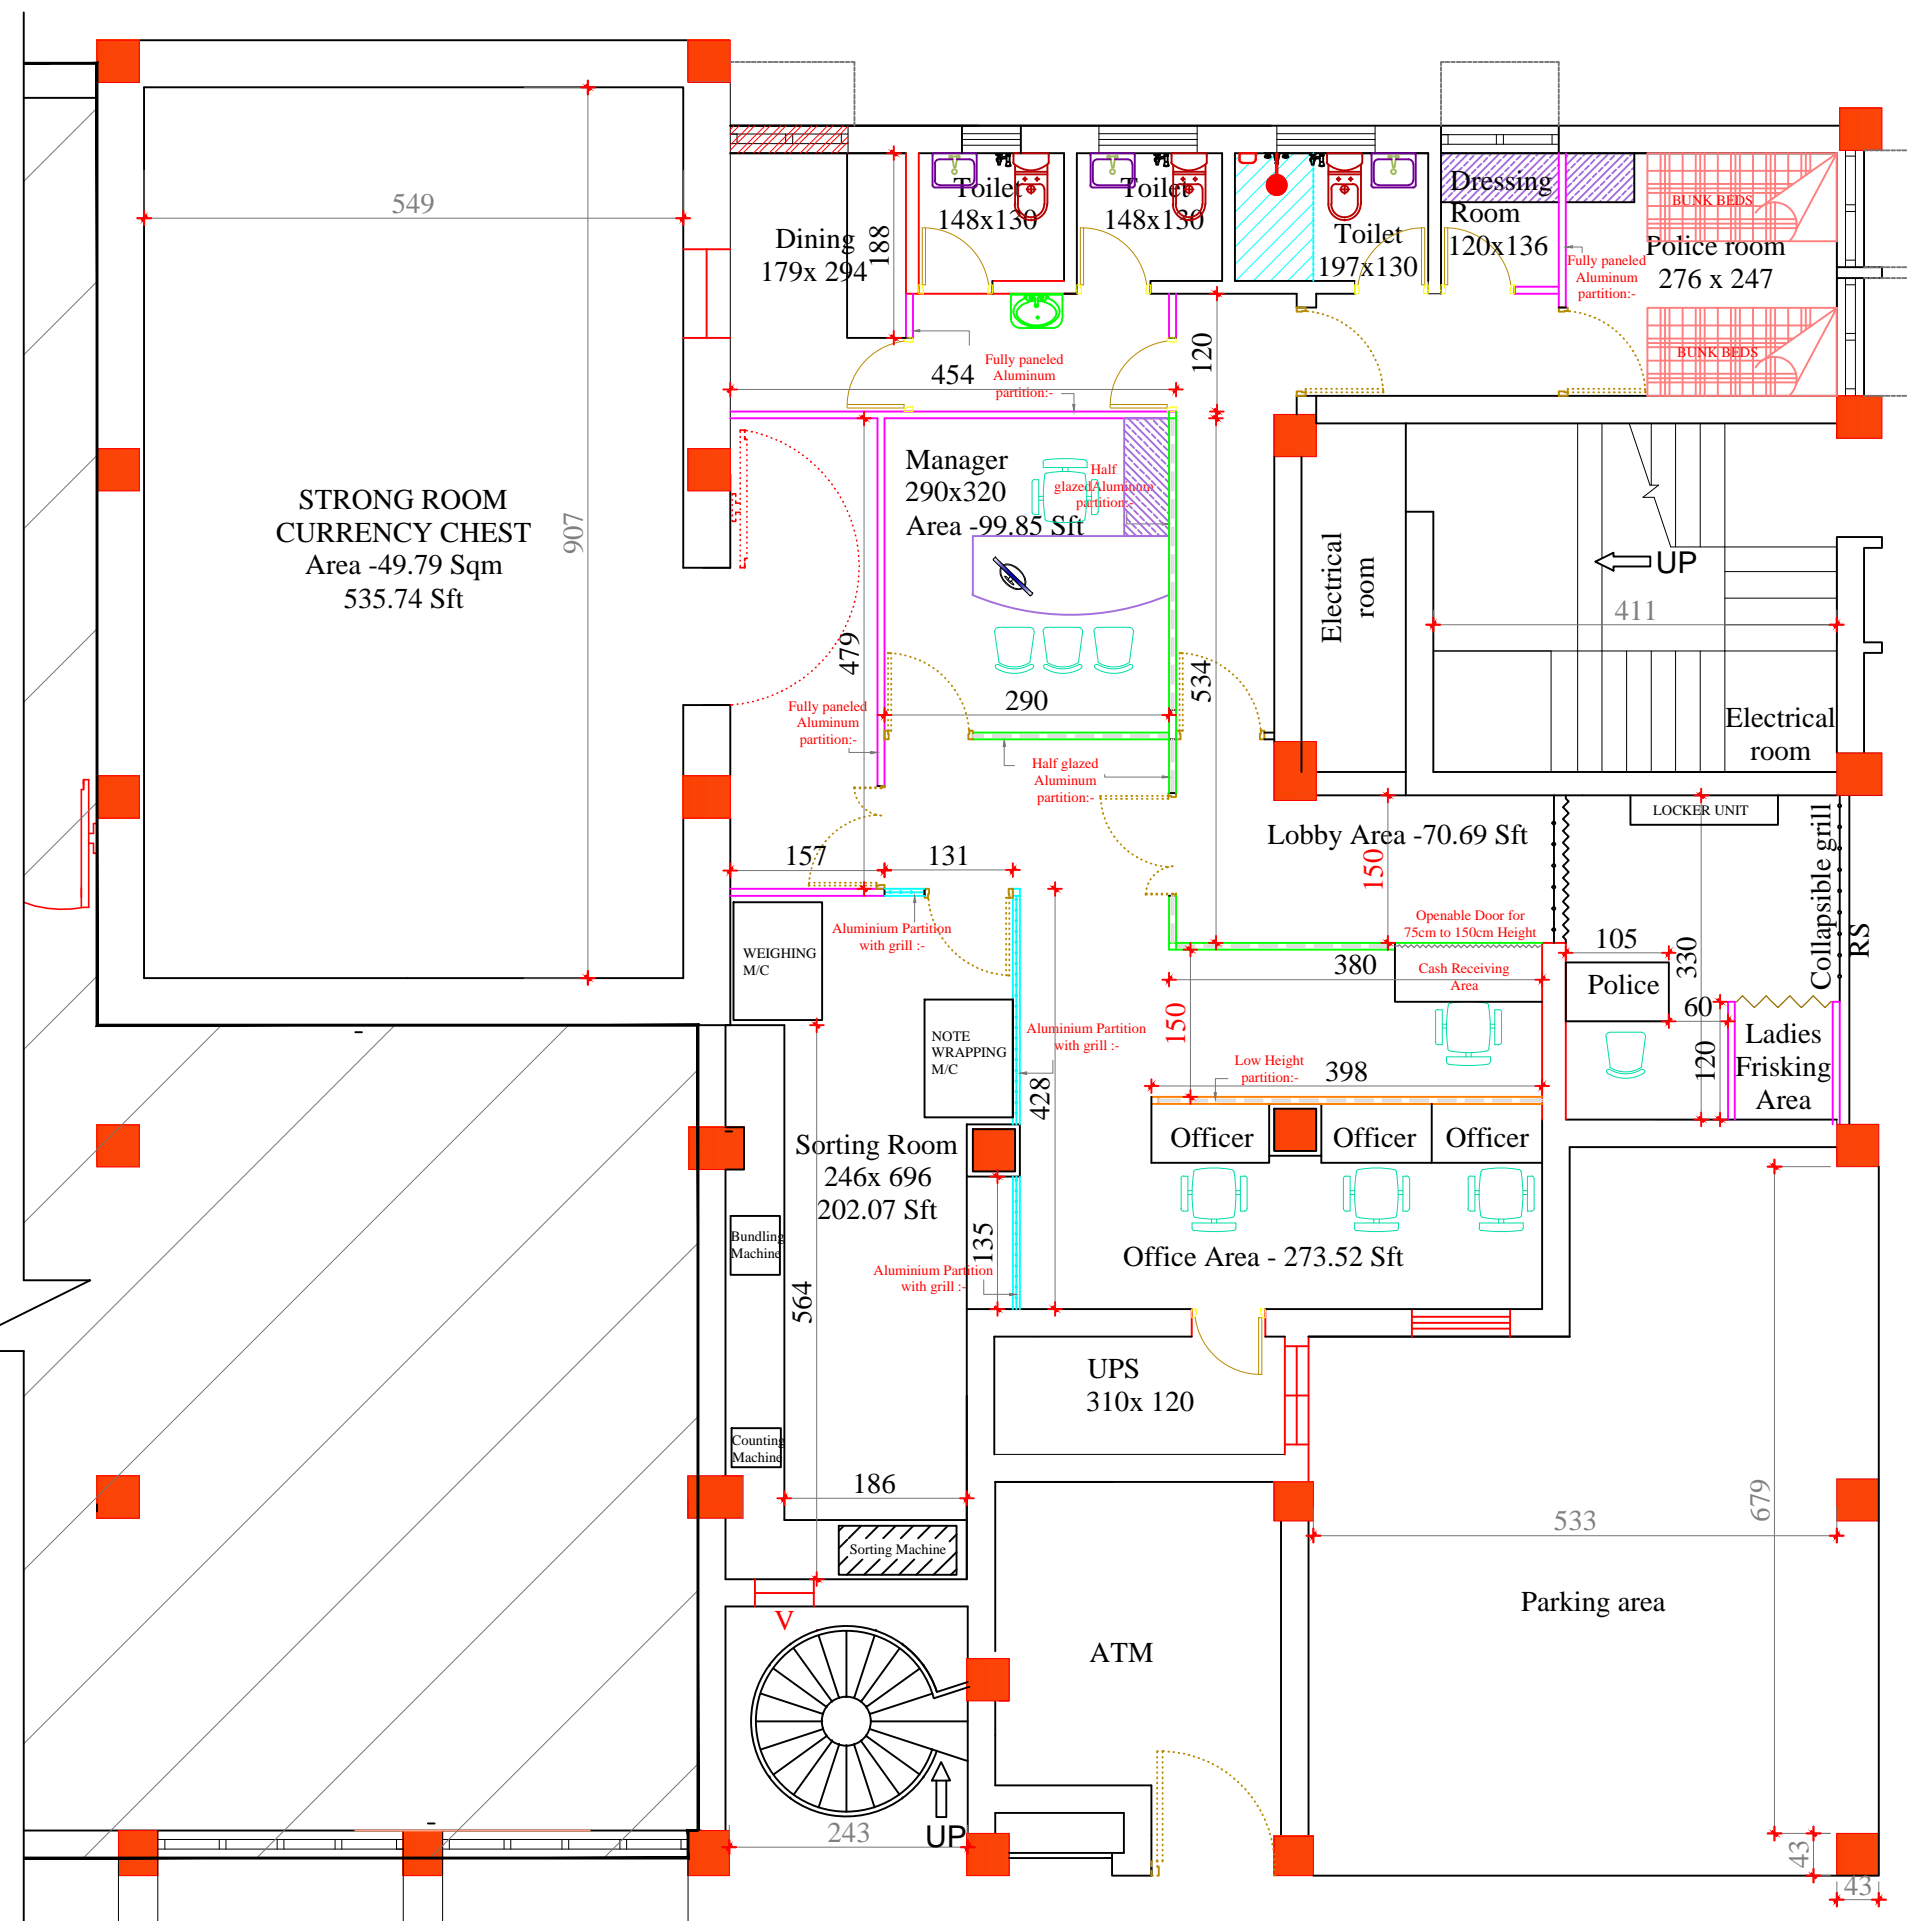 549
907
STRONG ROOM
CURRENCY CHEST
Area -49.79 Sqm
535.74 Sft
Dining
179x 294
188
Toilet
148x130
Toilet
148x130
Toilet
197x130
Dressing
Room
120x136
Fully paneled
Aluminum
partition:-
BUNK BEDS
Police room
276 x 247
BUNK BEDS
454
Fully paneled
Aluminum
partition:-
120
Manager
290x320
Area -99.85 Sft
Half
glazedAluminum
partition:-
479
290
534
Fully paneled
Aluminum
partition:-
Half glazed
Aluminum
partition:-
Electrical
room
UP
411
Electrical
room
157
131
Lobby Area -70.69 Sft
150
LOCKER UNIT
Collapsible grill
RS
Openable Door for
75cm to 150cm Height
Aluminium Partition
with grill :-
WEIGHING
M/C
NOTE
WRAPPING
M/C
380
Cash Receiving
Area
105
330
Police
60
120
Ladies
Frisking
Area
Aluminium Partition
with grill :-
150
428
Low Height
partition:-
398
Officer
Officer
Officer
Sorting Room
246x 696
202.07 Sft
135
Office Area - 273.52 Sft
Bundling
Machine
564
Aluminium Partition
with grill :-
UPS
310x 120
Counting
Machine
186
Sorting Machine
679
533
V
ATM
Parking area
243
UP
43
43